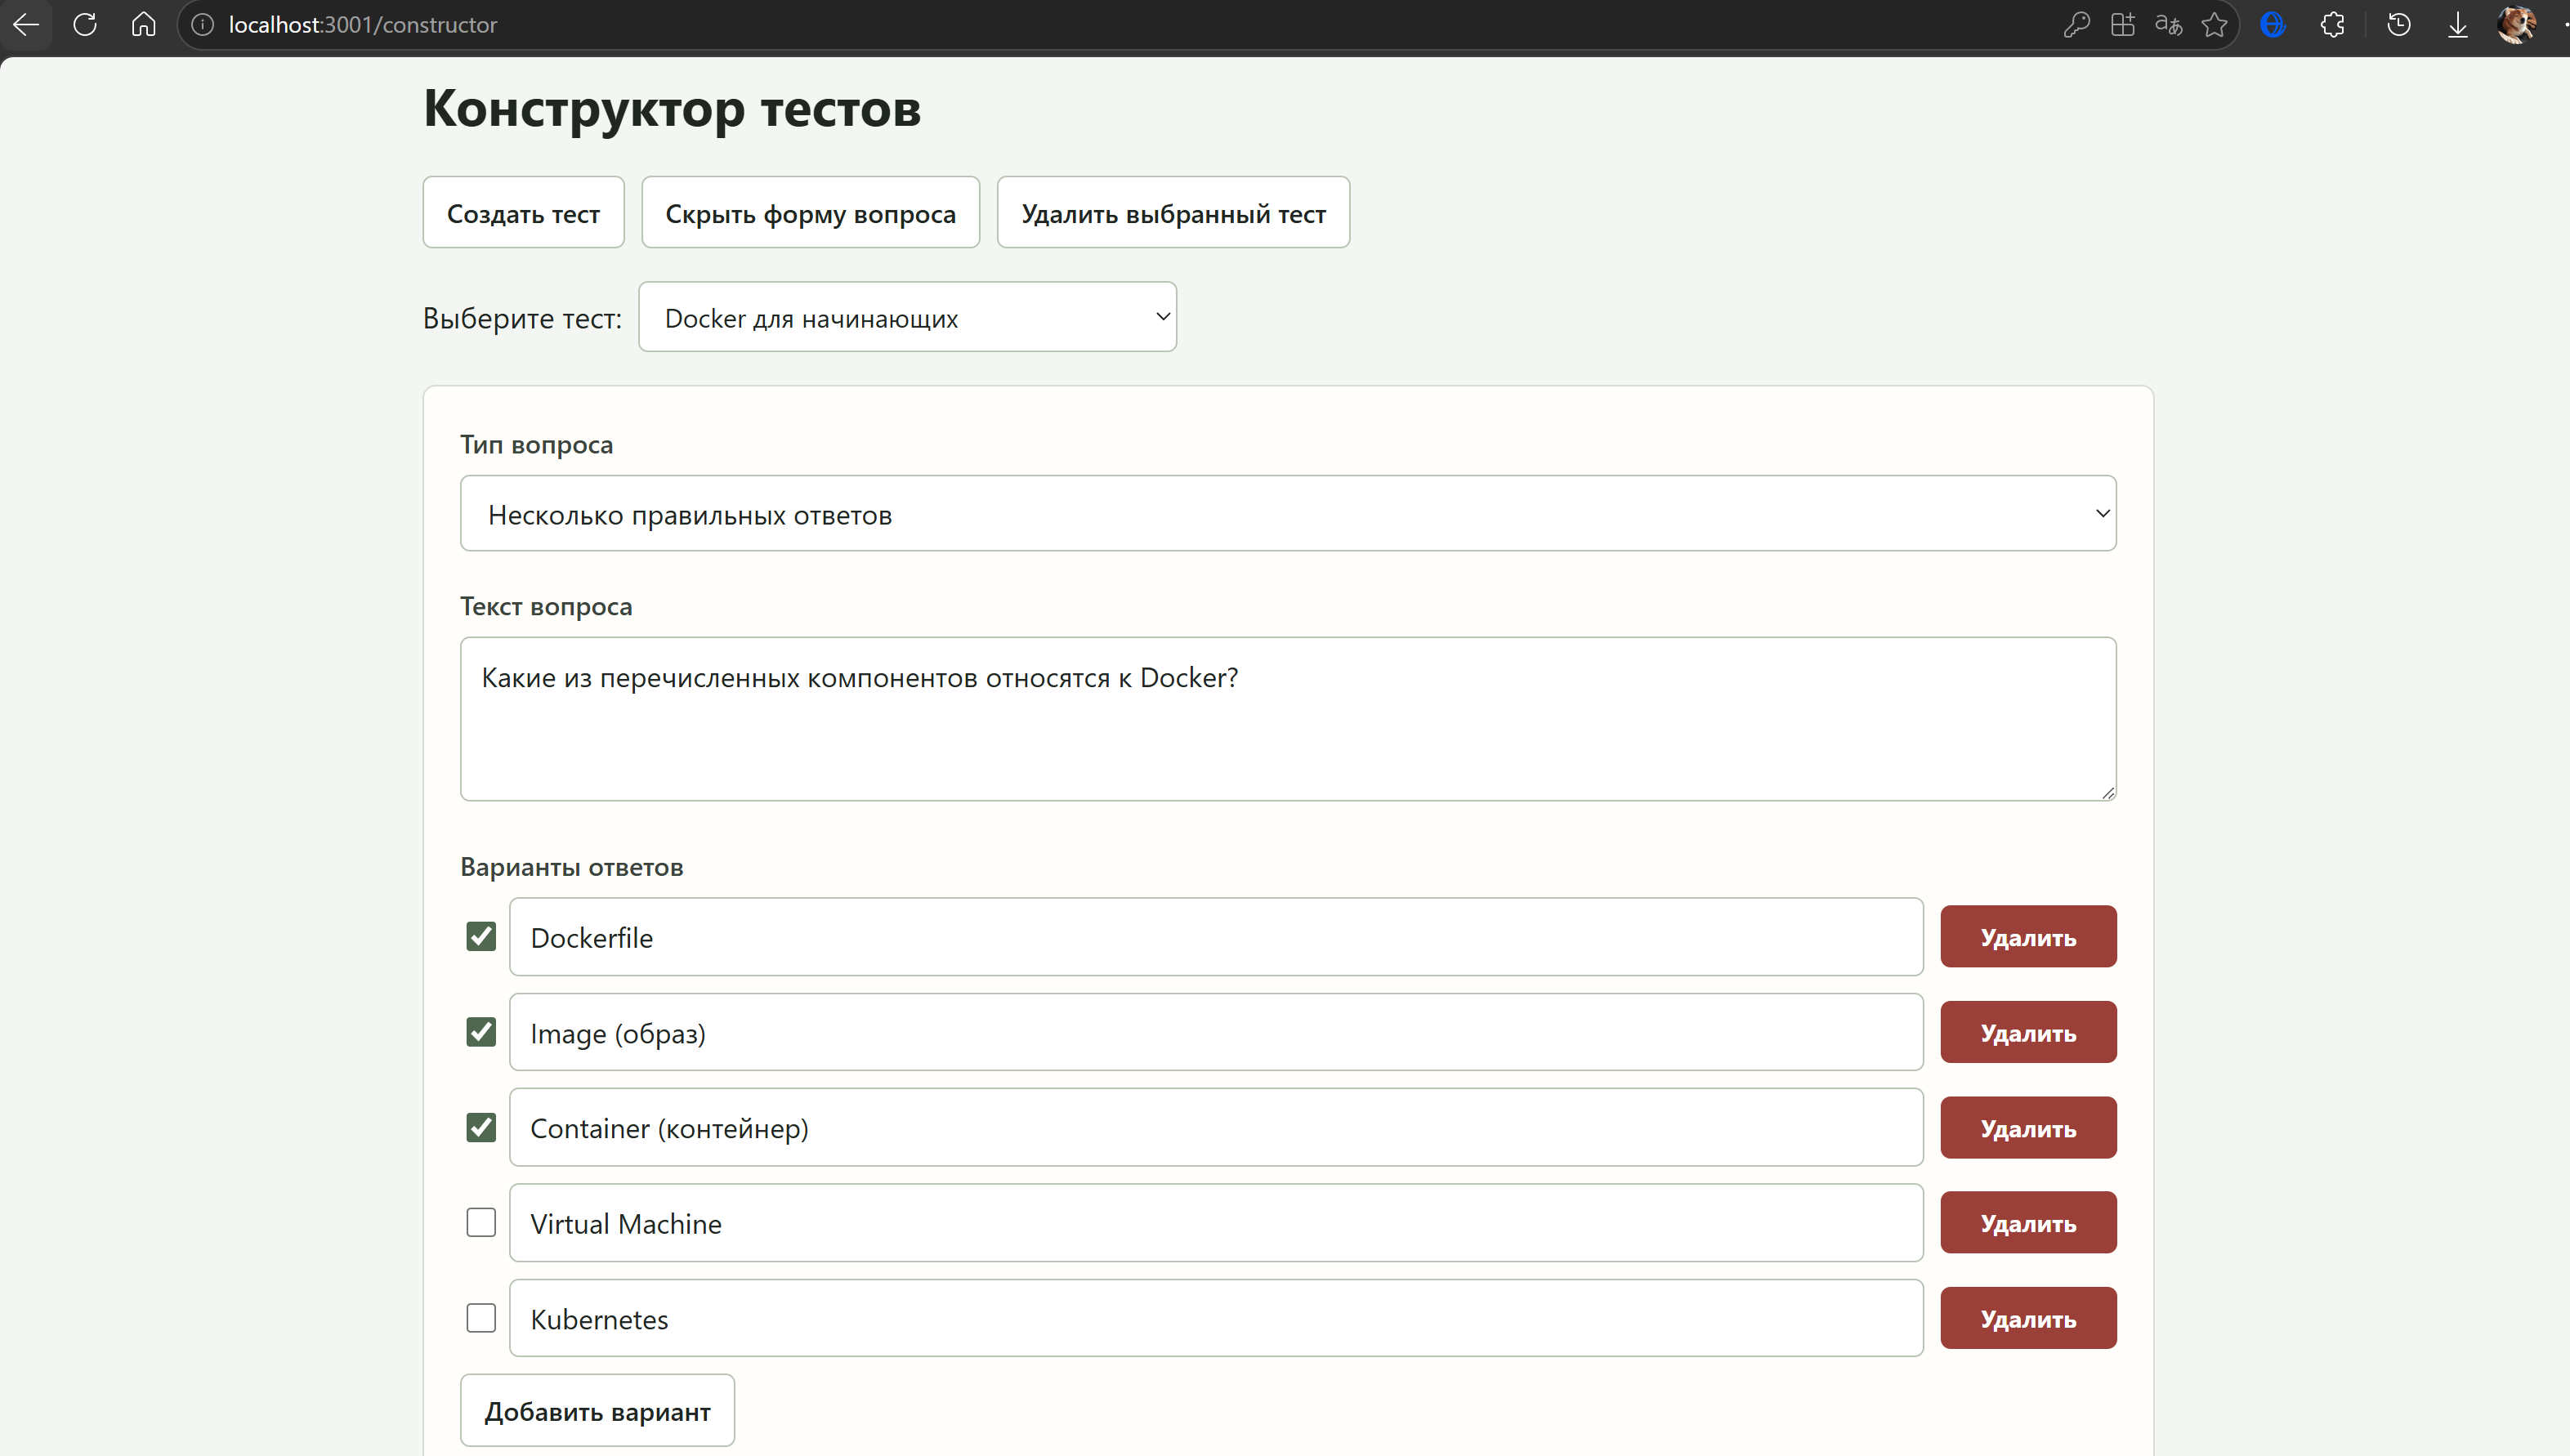 localhost:3001/constructor
Конструктор тестов
Создать тест
Скрыть форму вопроса
Удалить выбранный тест
Выберите тест:
Docker для начинающих
Тип вопроса
Несколько правильных ответов
Текст вопроса
Какие из перечисленных компонентов относятся к Docker?
Варианты ответов
Dockerfile
Удалить
Image (образ)
Удалить
Container (контейнер)
Удалить
Virtual Machine
Удалить
Kubernetes
Удалить
Добавить вариант